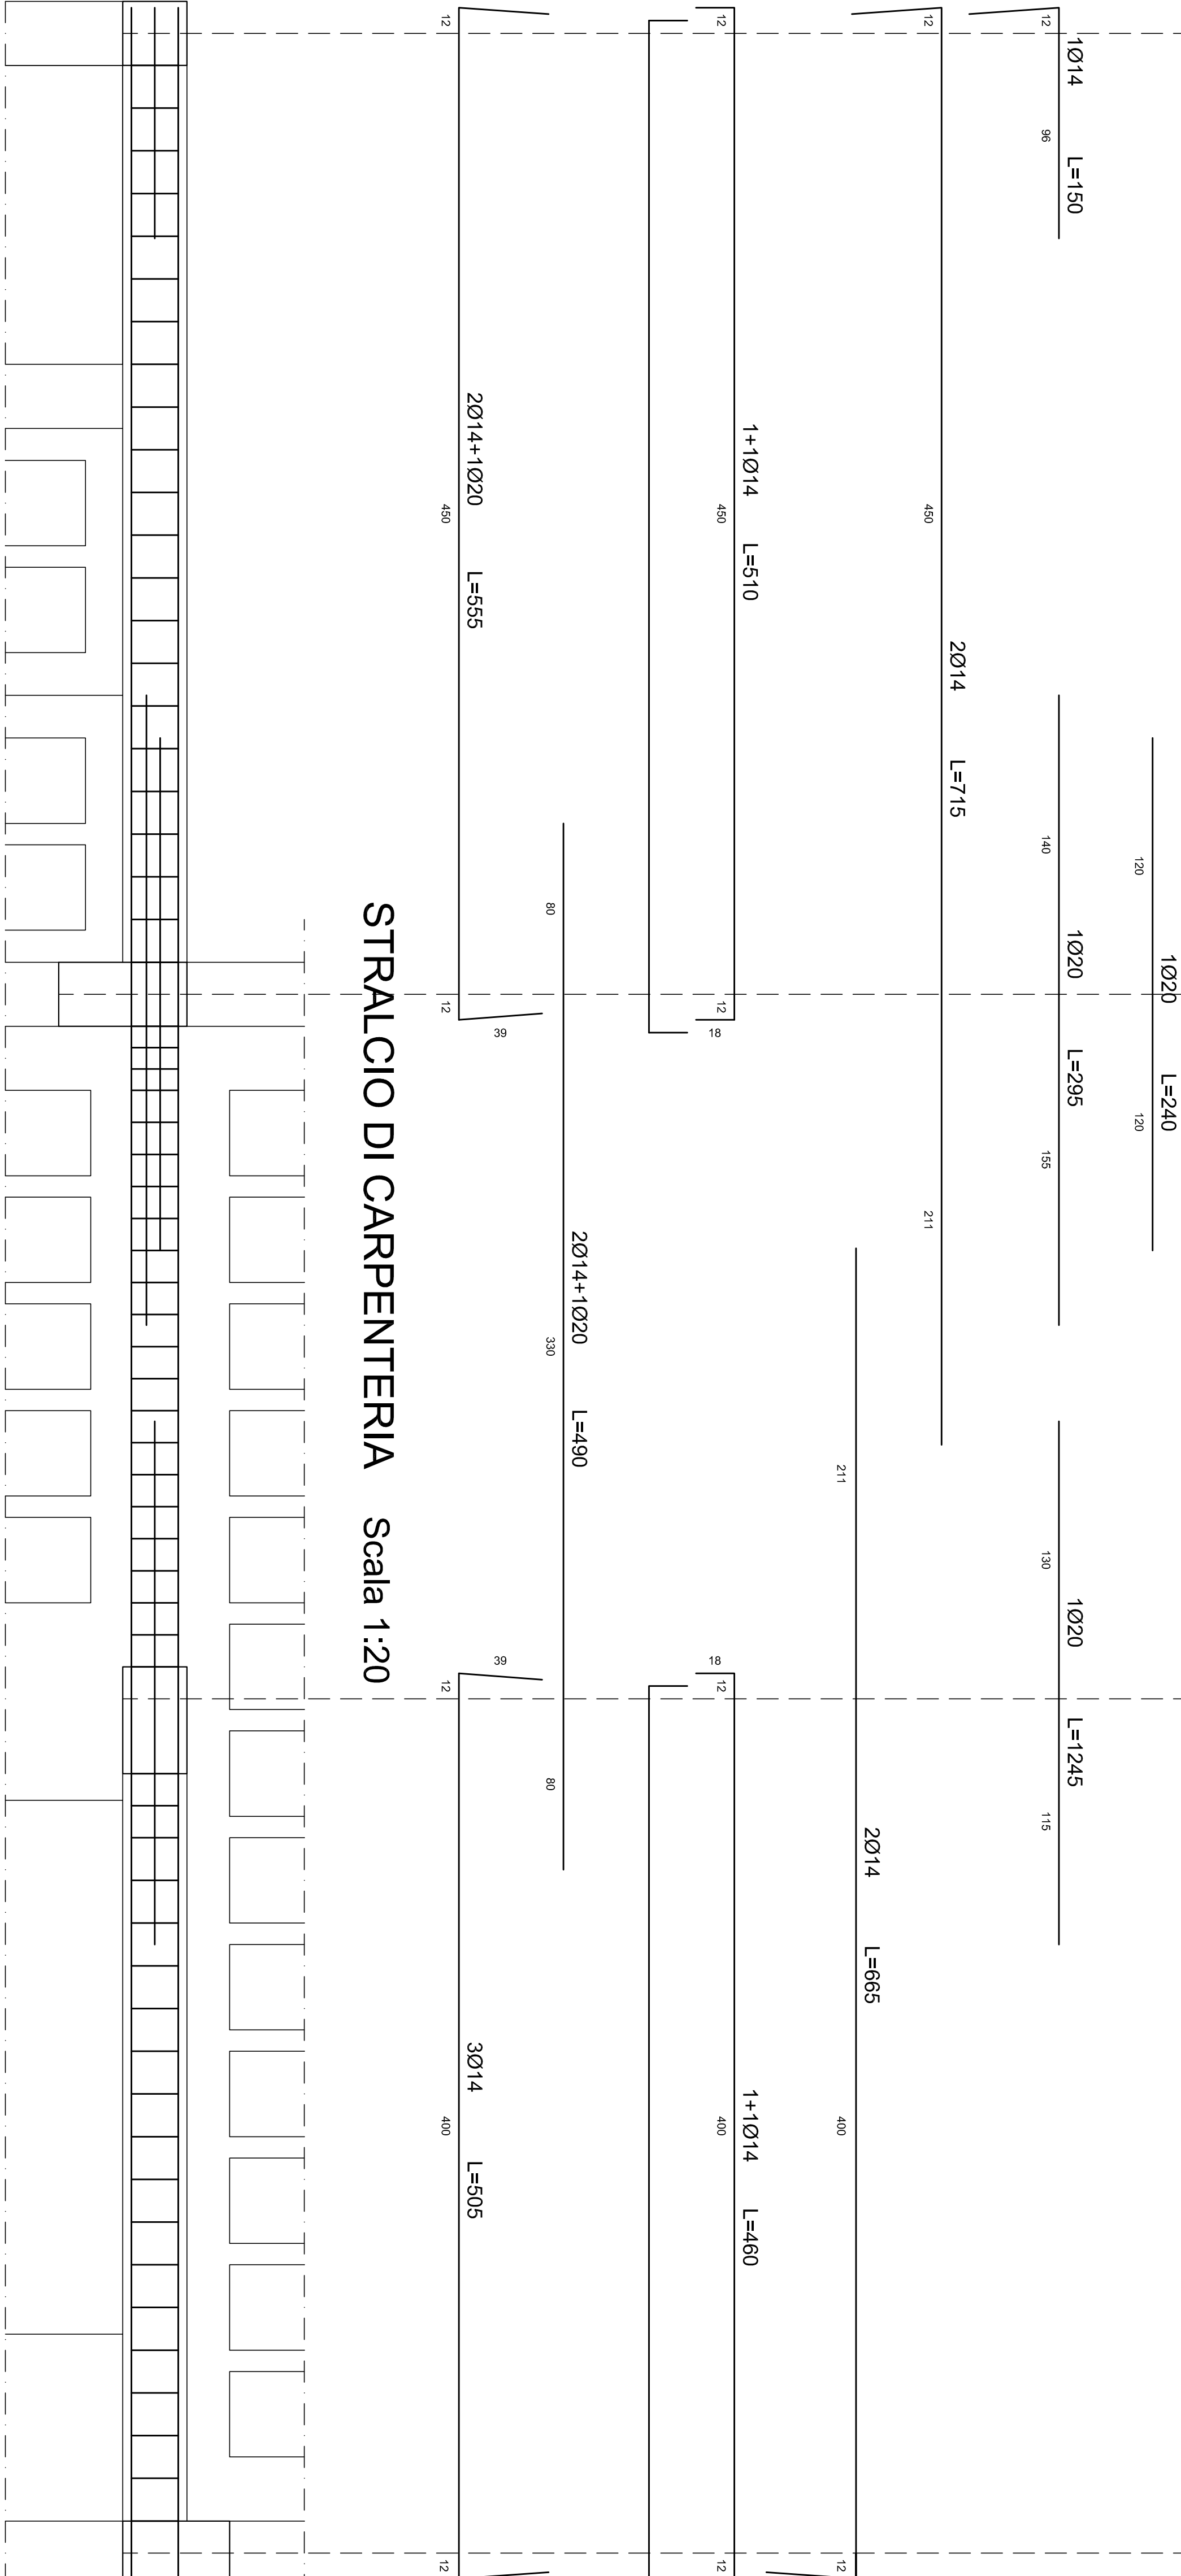 1Ø20 L=240
120 120
1Ø14 L=150 1Ø20 L=295 1Ø20 L=1245
12 96 140 155 130 115
2Ø14 L=715
12 450 211
2Ø14 L=665
211 400 12
1+1Ø14 L=510 1+1Ø14 L=460
12 450 12 18 18 12 400 12
2Ø14+1Ø20 L=490
80 330 80
39 39
2Ø14+1Ø20 L=555 3Ø14 L=505
12 450 12 12 400 12
STRALCIO DI CARPENTERIA Scala 1:20